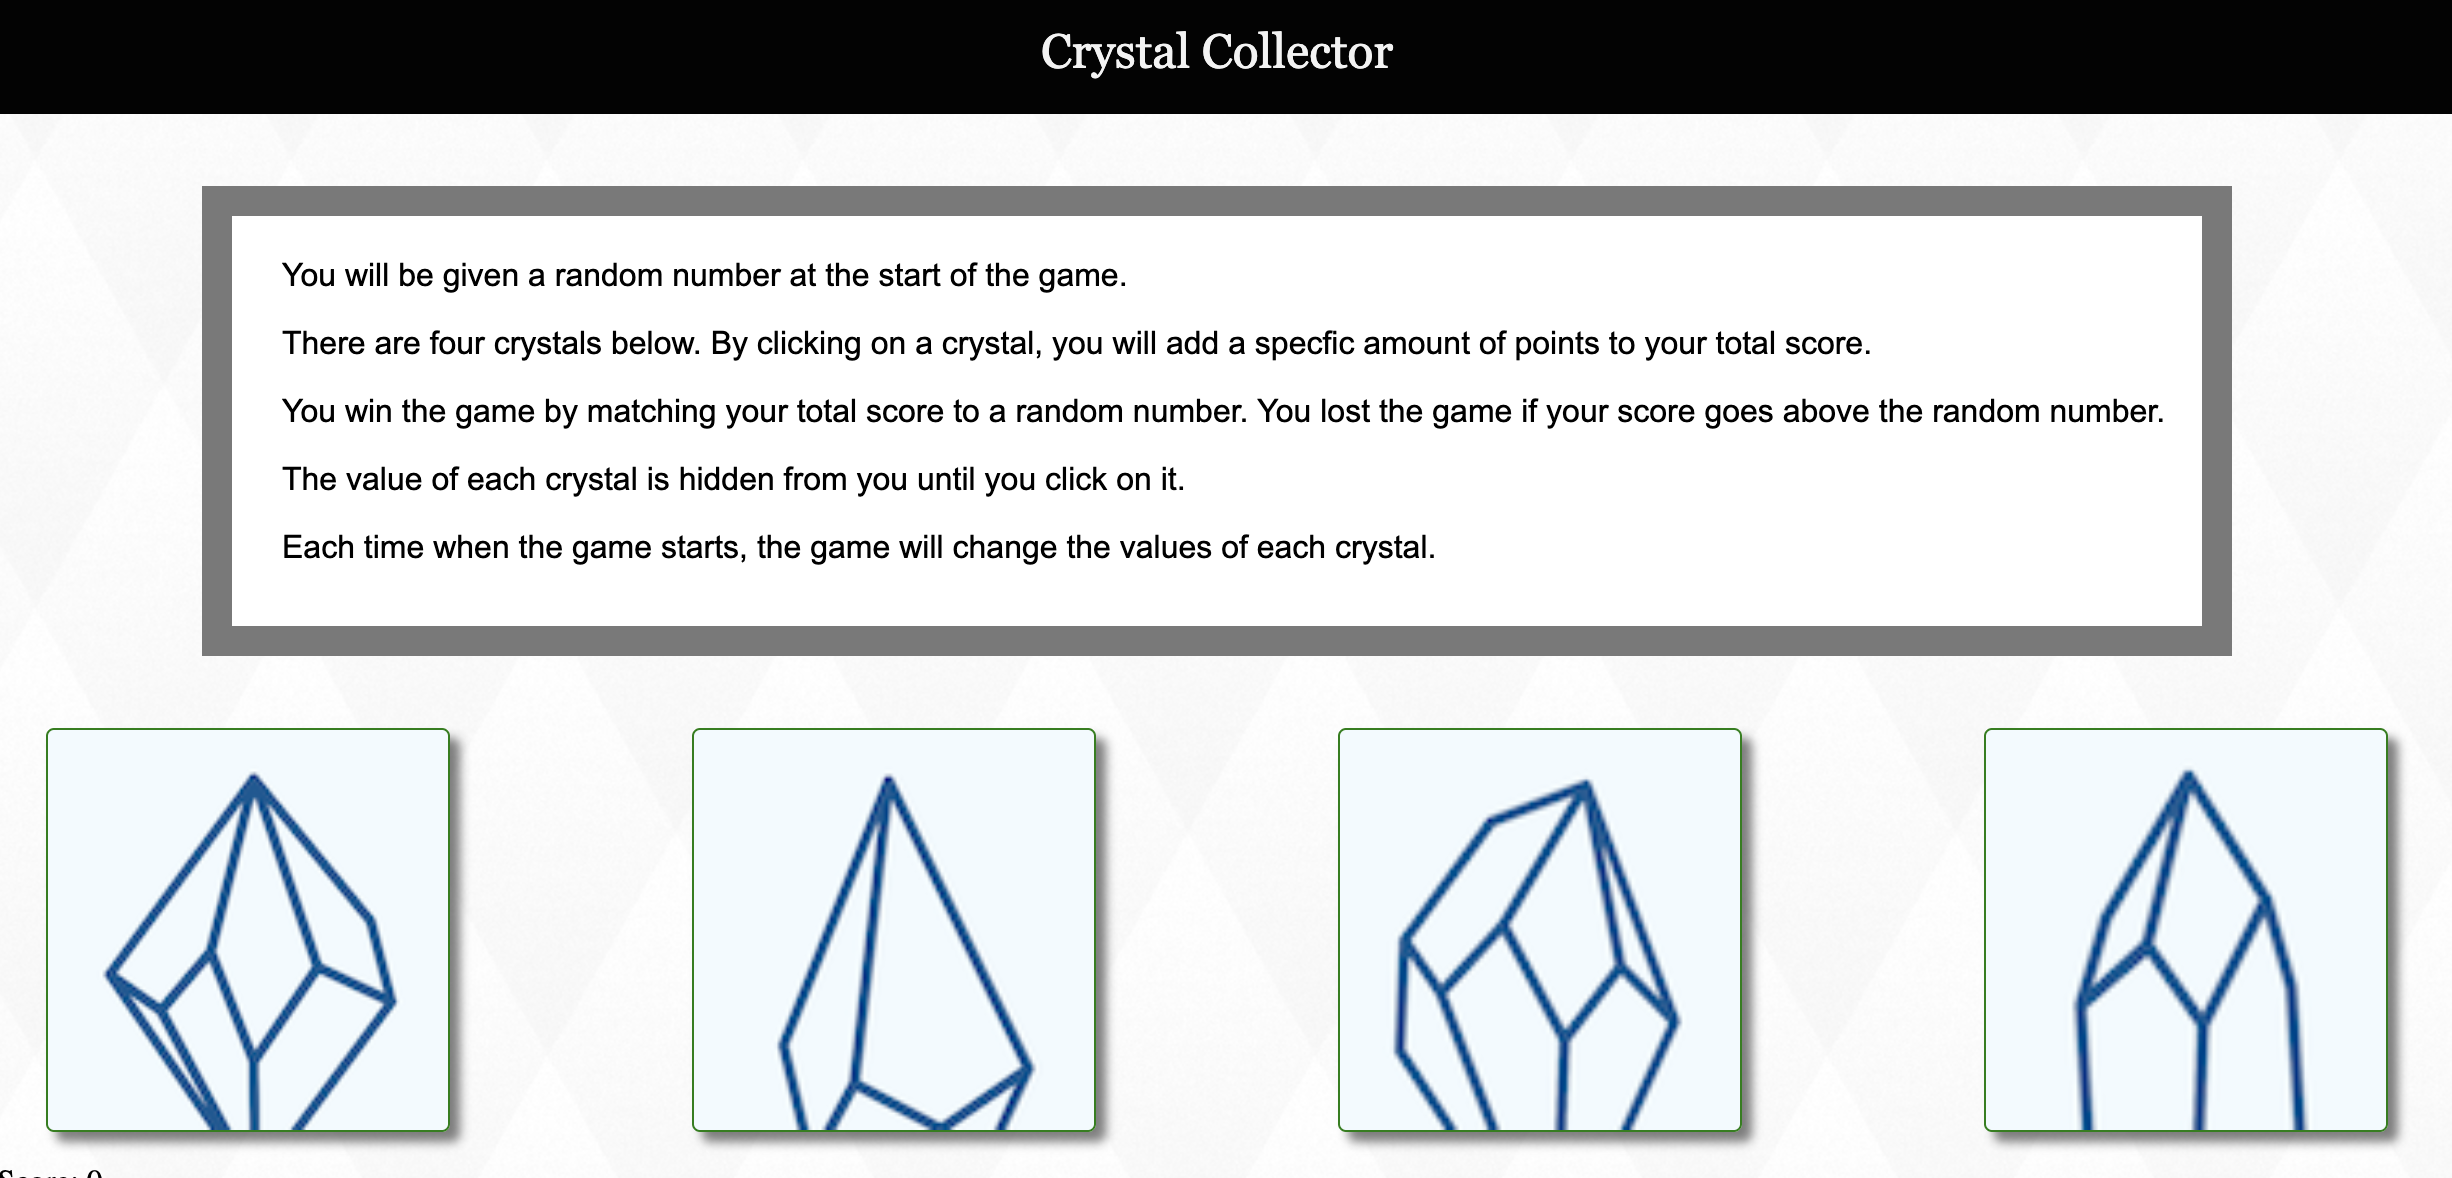 Crystal Collector
You will be given a random number at the start of the game.
There are four crystals below. By clicking on a crystal, you will add a specfic amount of points to your total score.
You win the game by matching your total score to a random number. You lost the game if your score goes above the random number.
The value of each crystal is hidden from you until you click on it.
Each time when the game starts, the game will change the values of each crystal.
Score: 0